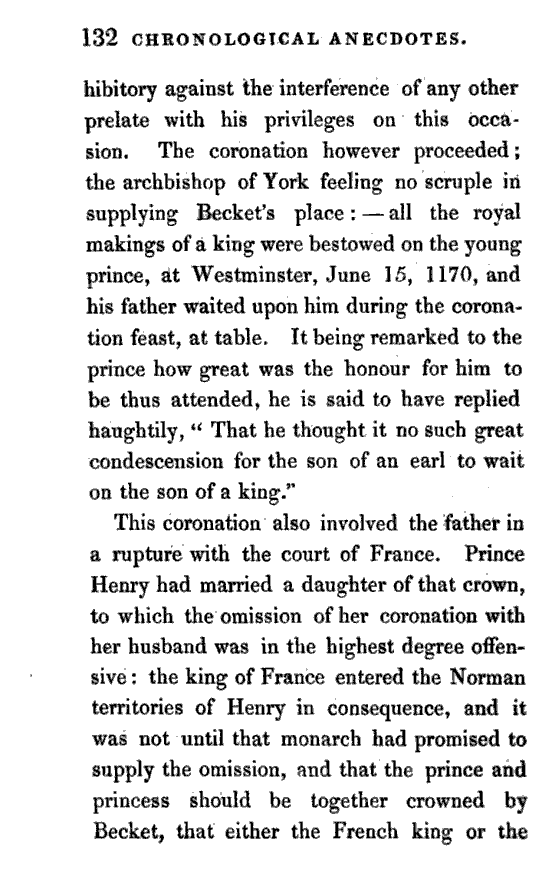 132 CHRONOLOGICAL ANECDOTES.
hibitory against the interference of any other
prelate with his privileges on this occa-
sion. The coronation however proceeded;
the archbishop of York feeling no scruple in
supplying Becket's place: — all the royal
makings of a king were bestowed on the young
prince, at Westminster, June 15, 1170, and
his father waited upon him during the corona-
tion feast, at table. It being remarked to the
prince how great was the honour for him to
be thus attended, he is said to have replied
haughtily, " That he thought it no such great
condescension for the son of an earl to wait
on the son of a king."
This coronation also involved the father in
a rupture with the court of France. Prince
Henry had married a daughter of that crown,
to which the omission of her coronation with
her husband was in the highest degree offen-
sive: the king of France entered the Norman
territories of Henry in consequence, and it
was not until that monarch had promised to
supply the omission, and that the prince and
princess should be together crowned by
Becket, that either the French king or the